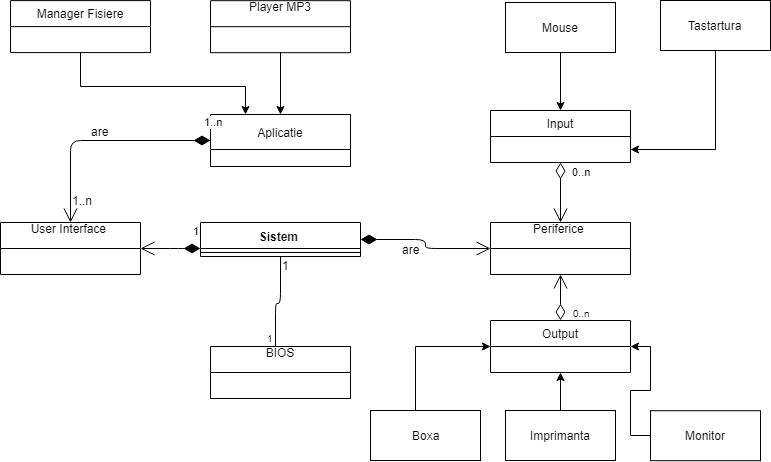 Manager Fisiere
Player MP3
Mouse
Tastartura
1..n
Aplicatie
Input
are
0..n
1..n
User Interface
1
Sistem
Periferice
are
1
0..n
1
BIOS
Output
Boxa
Imprimanta
Monitor